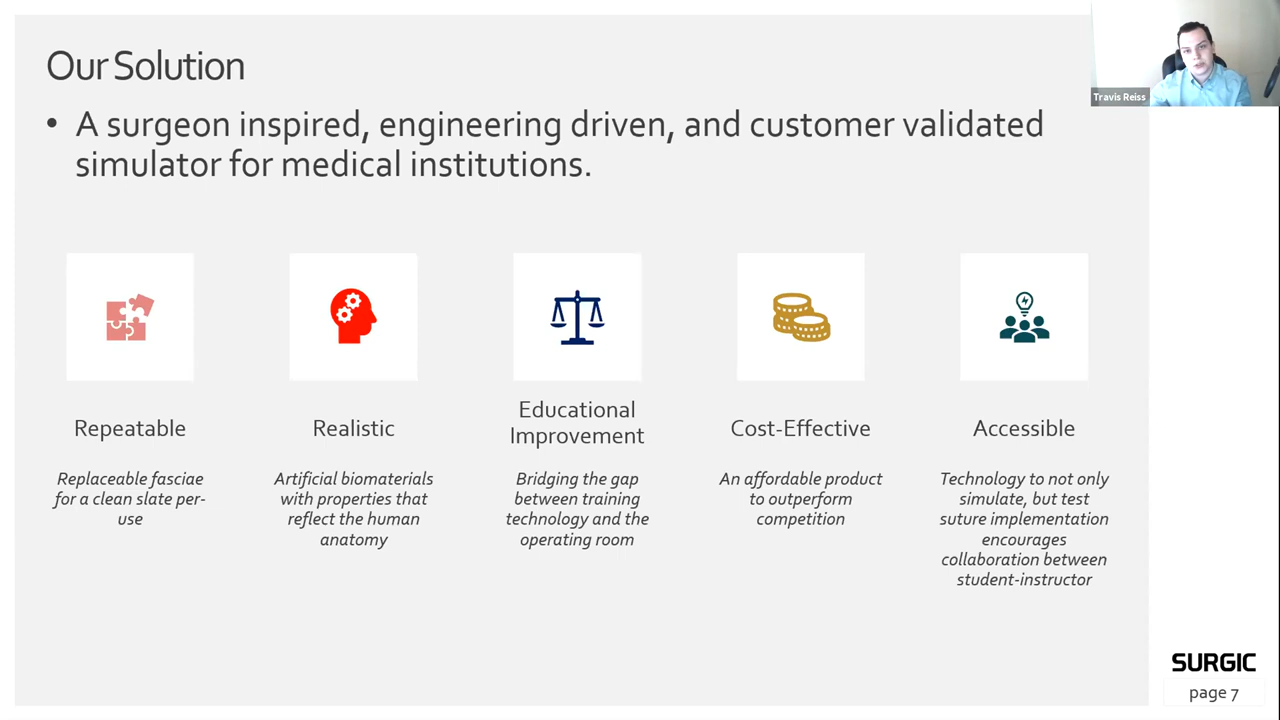 Our Solution
• A surgeon inspired, engineering driven, and customer validated
simulator for medical institutions.
Travis Reiss
Repeatable
Replaceable fasciae
for a clean slate per-
use
Realistic
Artificial biomaterials
with properties that
reflect the human
anatomy
Educational
Improvement
Bridging the gap
between training
technology and the
operating room
Cost-Effective
An affordable product
to outperform
competition
Accessible
Technology to not only
simulate, but test
suture implementation
encourages
collaboration between
student-instructor
SURGIC
page 7